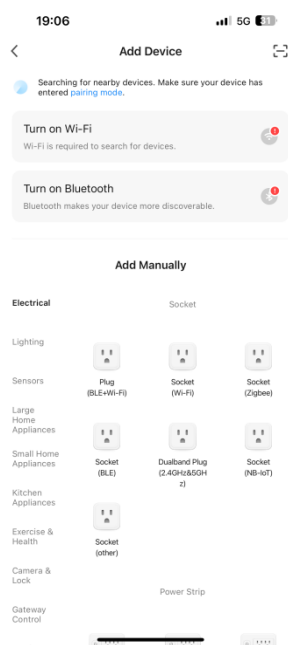 19:06
5G 31
Add Device
Searching for nearby devices. Make sure your device has
entered pairing mode.
Turn on Wi-Fi
Wi-Fi is required to search for devices.
Turn on Bluetooth
Bluetooth makes your device more discoverable.
Add Manually
Electrical
Socket
Lighting
Sensors
Plug
(BLE+Wi-Fi)
Socket
(Wi-Fi)
Socket
(Zigbee)
Large
Home
Appliances
Small Home
Appliances
Socket
(BLE)
Dualband Plug
(2.4GHz&5GH
z)
Socket
(NB-IoT)
Kitchen
Appliances
Exercise &
Health
Socket
(other)
Camera &
Lock
Power Strip
Gateway
Control